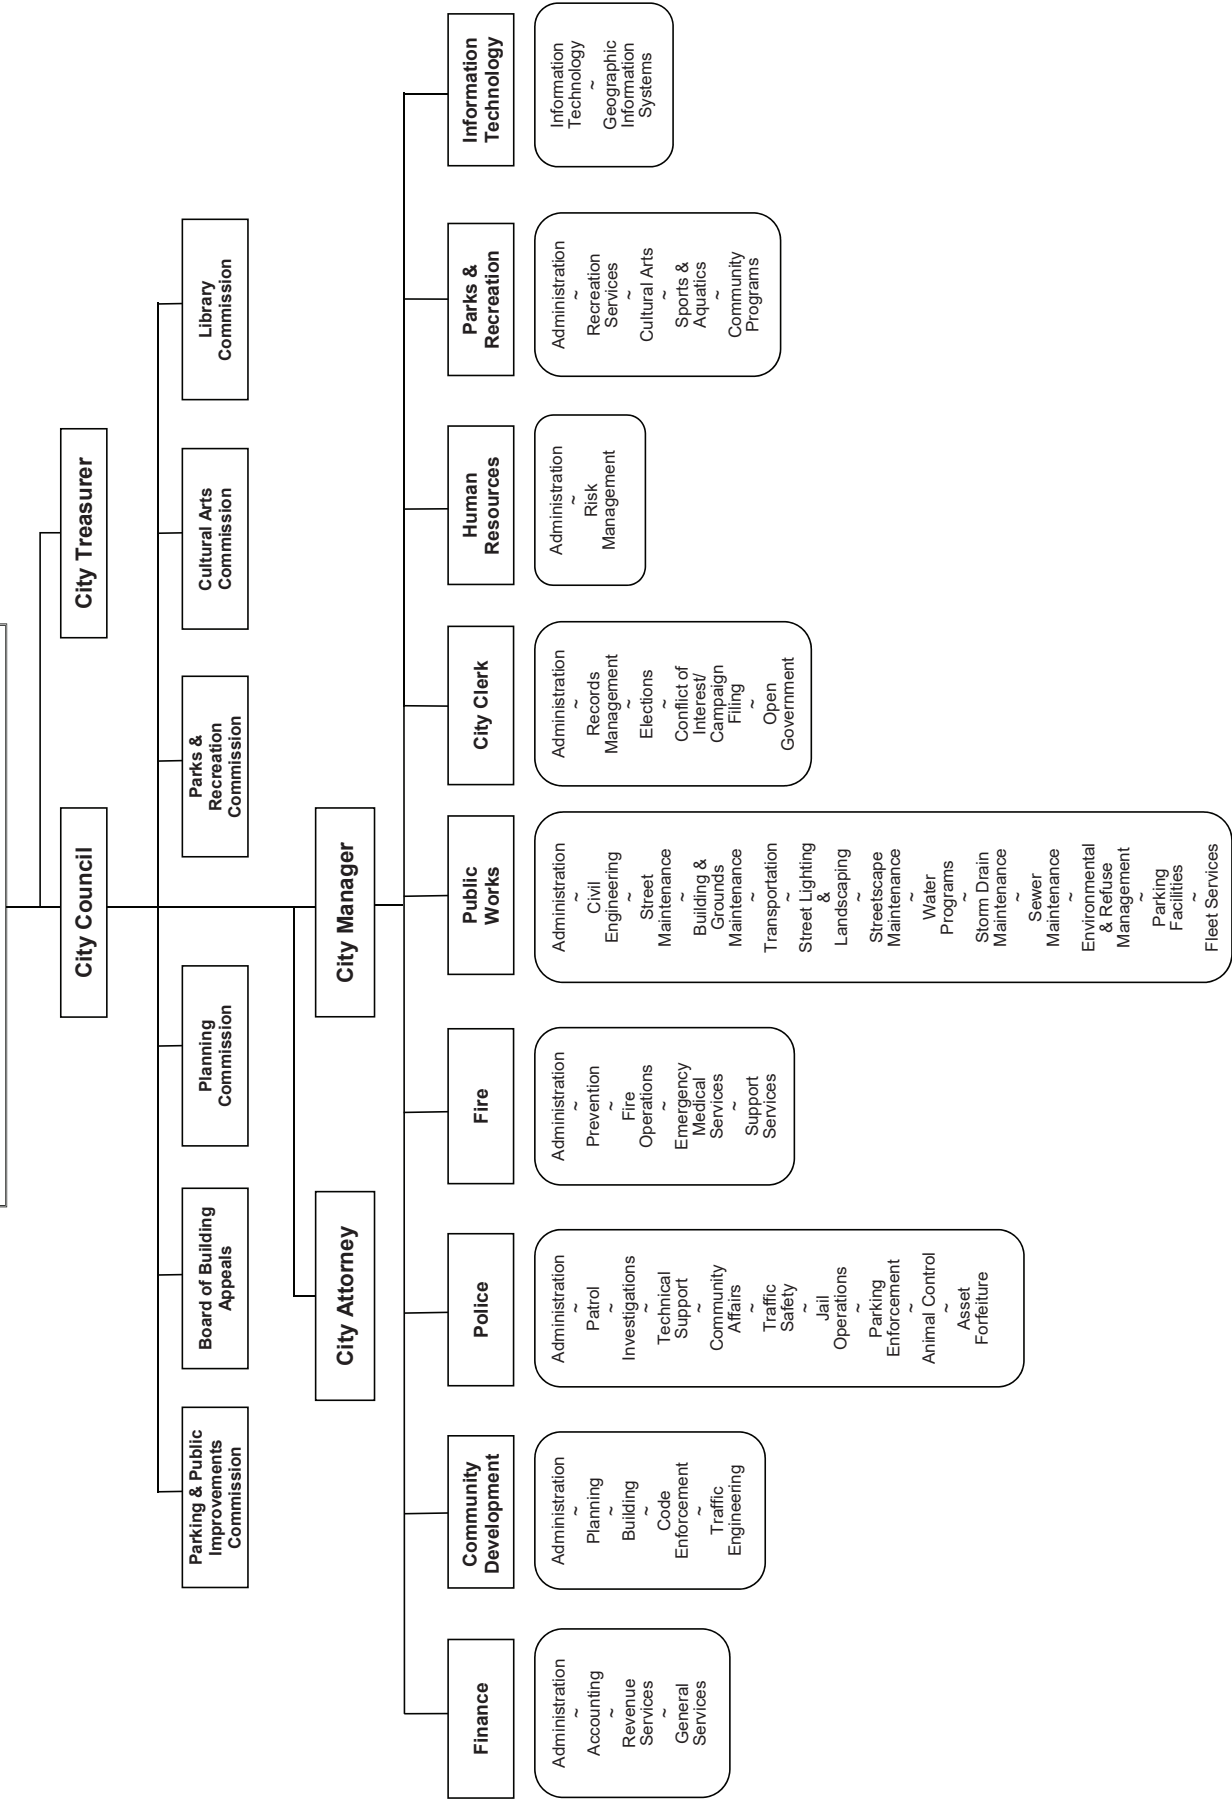 City Council
City Treasurer
Parking & Public
Improvements
Commission
Board of Building
Appeals
Planning
Commission
Parks &
Recreation
Commission
Cultural Arts
Commission
Library
Commission
City Attorney
City Manager
Finance
Community
Development
Police
Fire
Public
Works
City Clerk
Human
Resources
Parks &
Recreation
Information
Technology
Administration
~
Accounting
~
Revenue
Services
~
General
Services
Administration
~
Planning
~
Building
~
Code
Enforcement
~
Traffic
Engineering
Administration
~
Patrol
~
Investigations
~
Technical
Support
~
Community
Affairs
~
Traffic
Safety
~
Jail
Operations
~
Parking
Enforcement
~
Animal Control
~
Asset
Forfeiture
Administration
~
Prevention
~
Fire
Operations
~
Emergency
Medical
Services
~
Support
Services
Administration
~
Civil
Engineering
~
Street
Maintenance
~
Building &
Grounds
Maintenance
~
Transportation
~
Street Lighting
&
Landscaping
~
Streetscape
Maintenance
~
Water
Programs
~
Storm Drain
Maintenance
~
Sewer
Maintenance
~
Environmental
& Refuse
Management
~
Parking
Facilities
~
Fleet Services
Administration
~
Records
Management
~
Elections
~
Conflict of
Interest/
Campaign
Filing
~
Open
Government
Administration
~
Risk
Management
Administration
~
Recreation
Services
~
Cultural Arts
~
Sports &
Aquatics
~
Community
Programs
Information
Technology
~
Geographic
Information
Systems